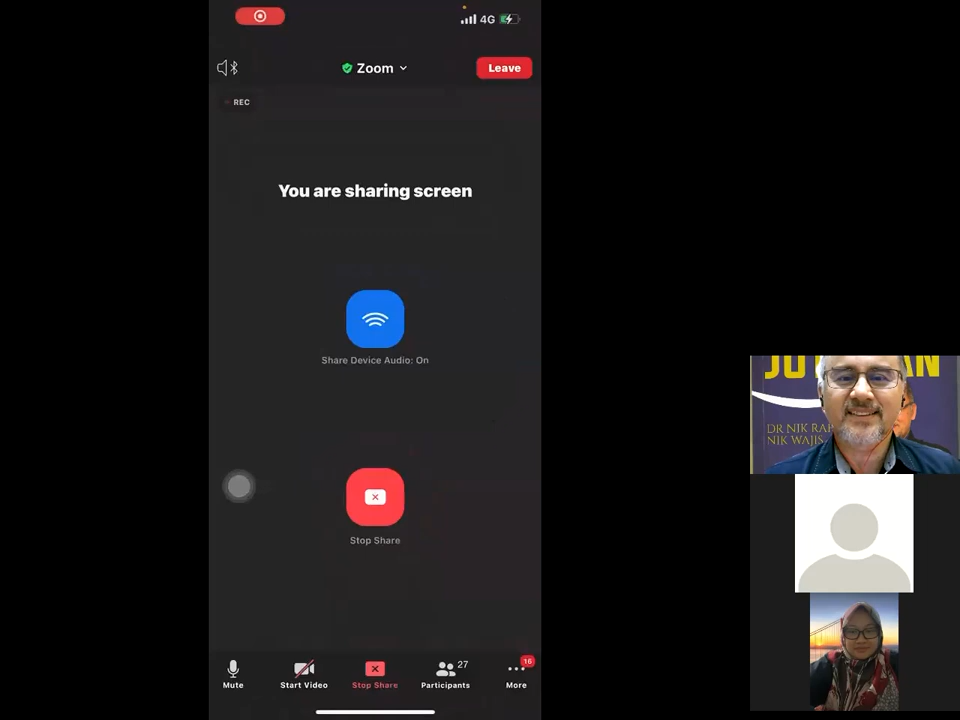 4G
Zoom
Leave
REC
You are sharing screen
Share Device Audio: On
Stop Share
Mute
Start Video
Stop Share
27
Participants
16
More
NIK WAJIS
DR NIK